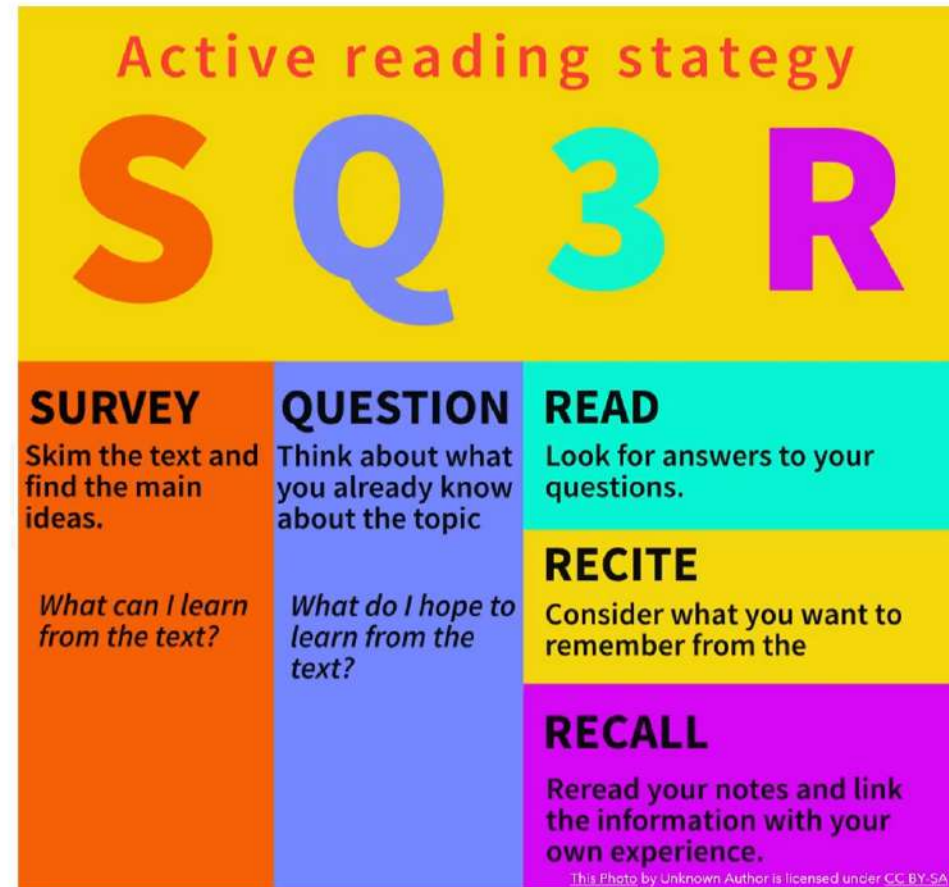 Active reading stategy
S Q 3 R
SURVEY
Skim the text and
find the main
ideas.
What can I learn
from the text?
QUESTION
Think about what
you already know
about the topic
What do I hope to
learn from the
text?
READ
Look for answers to your
questions.
RECITE
Consider what you want to
remember from the
RECALL
Reread your notes and link
the information with your
own experience.
This Photo by Unknown Author is licensed under CC BY-SA